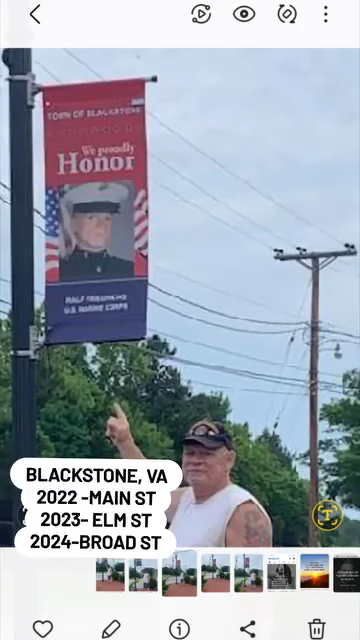 TOWN OF BLACKSTONE
We proudly
Honor
U.S. MARINE CORPS
BLACKSTONE, VA
2022 -MAIN ST
2023- ELM ST
2024-BROAD ST